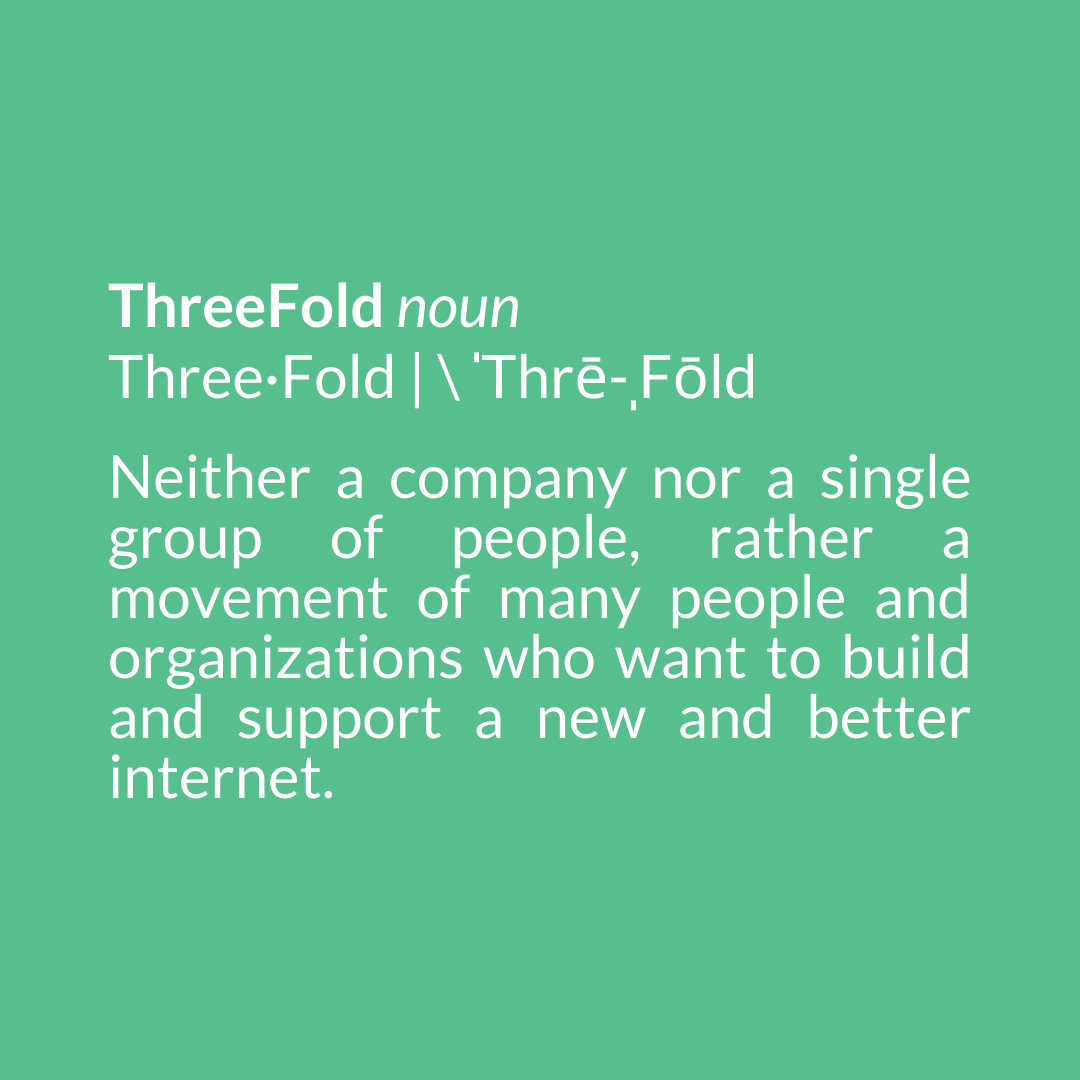 ThreeFold noun
Three·Fold | \ ˈThrē-ˌFōld
Neither a company nor a single
group of people, rather a
movement of many people and
organizations who want to build
and support a new and better
internet.